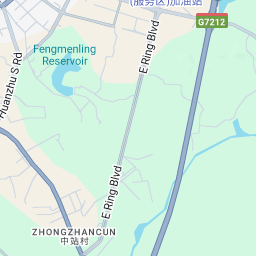 (服务区)加油站
G7212
E Ring Blvd
Fengmenling
Reservoir
Huanzhu S Rd
E Ring Blvd
ZHONGZHANCUN
中站村